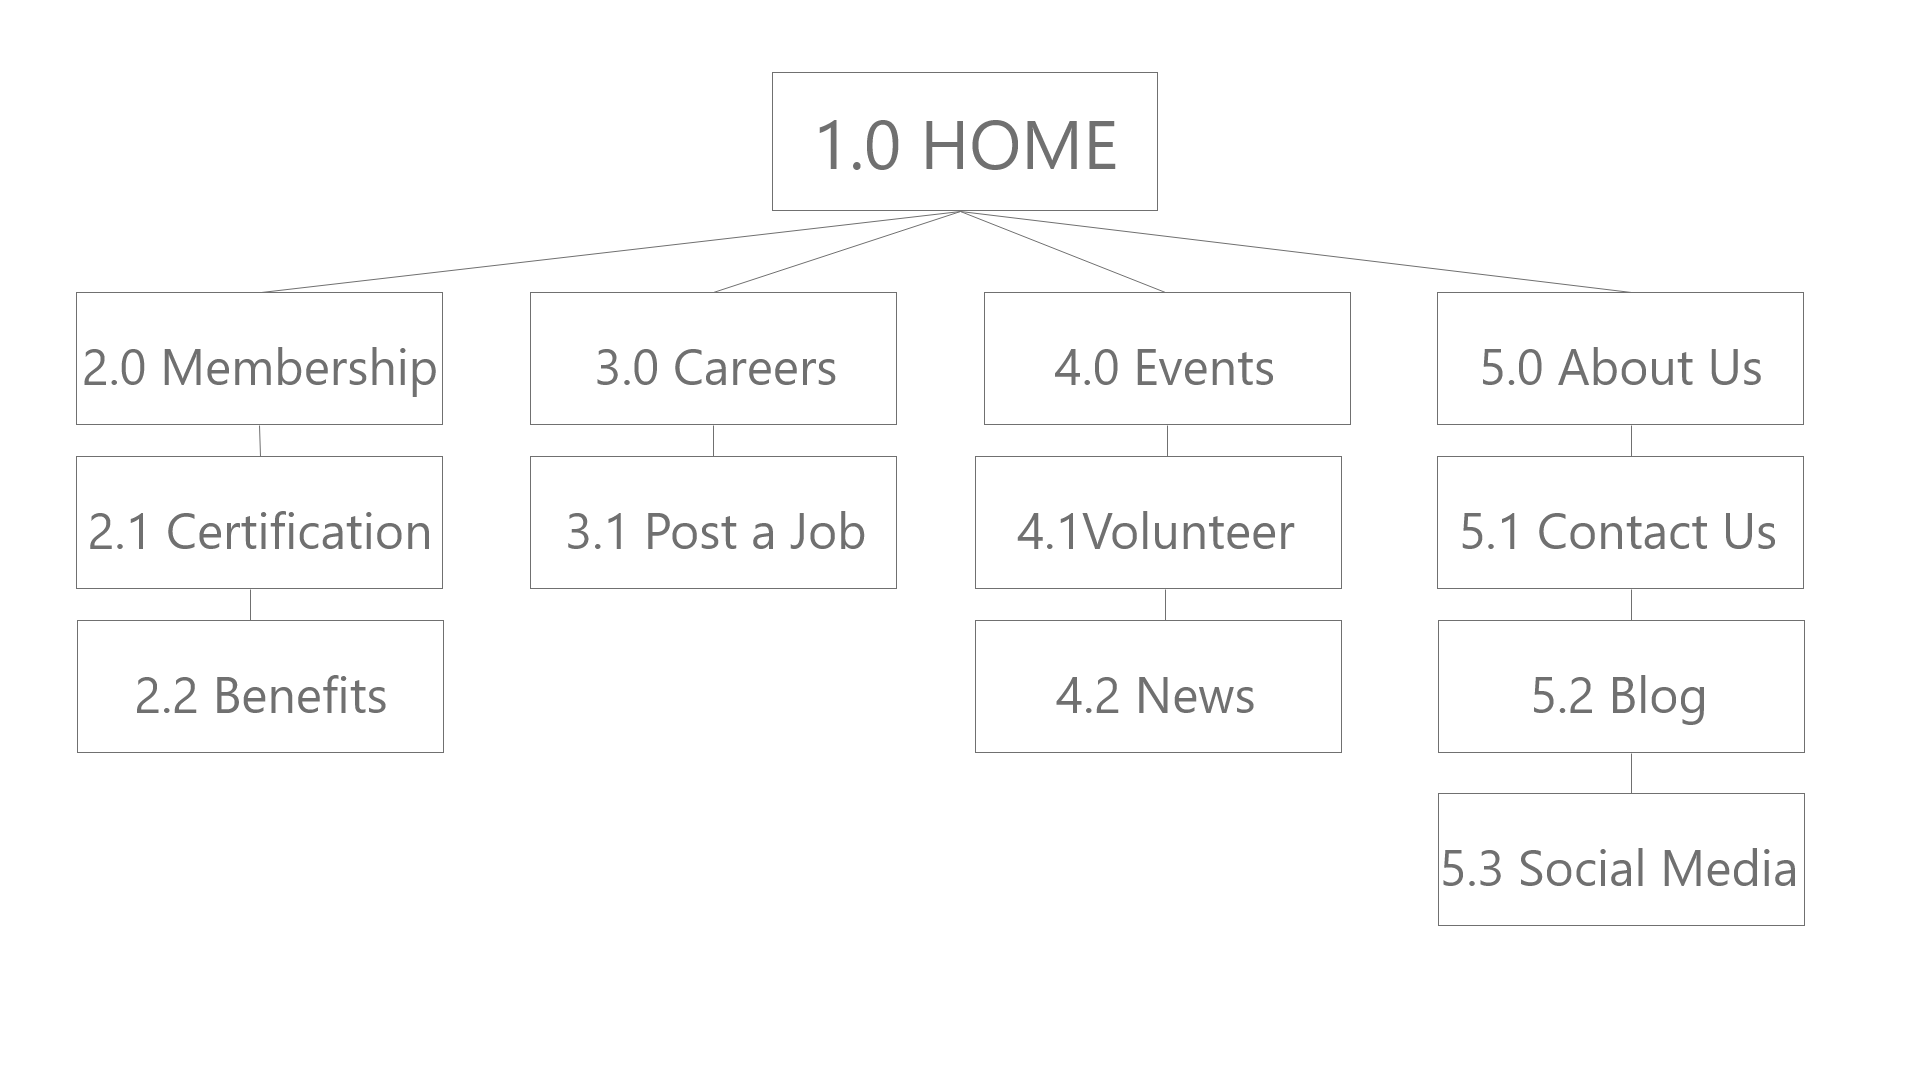 1.0 HOME
2.0 Membership
3.0 Careers
4.0 Events
5.0 About Us
2.1 Certification
3.1 Post a Job
4.1Volunteer
5.1 Contact Us
2.2 Benefits
4.2 News
5.2 Blog
5.3 Social Media